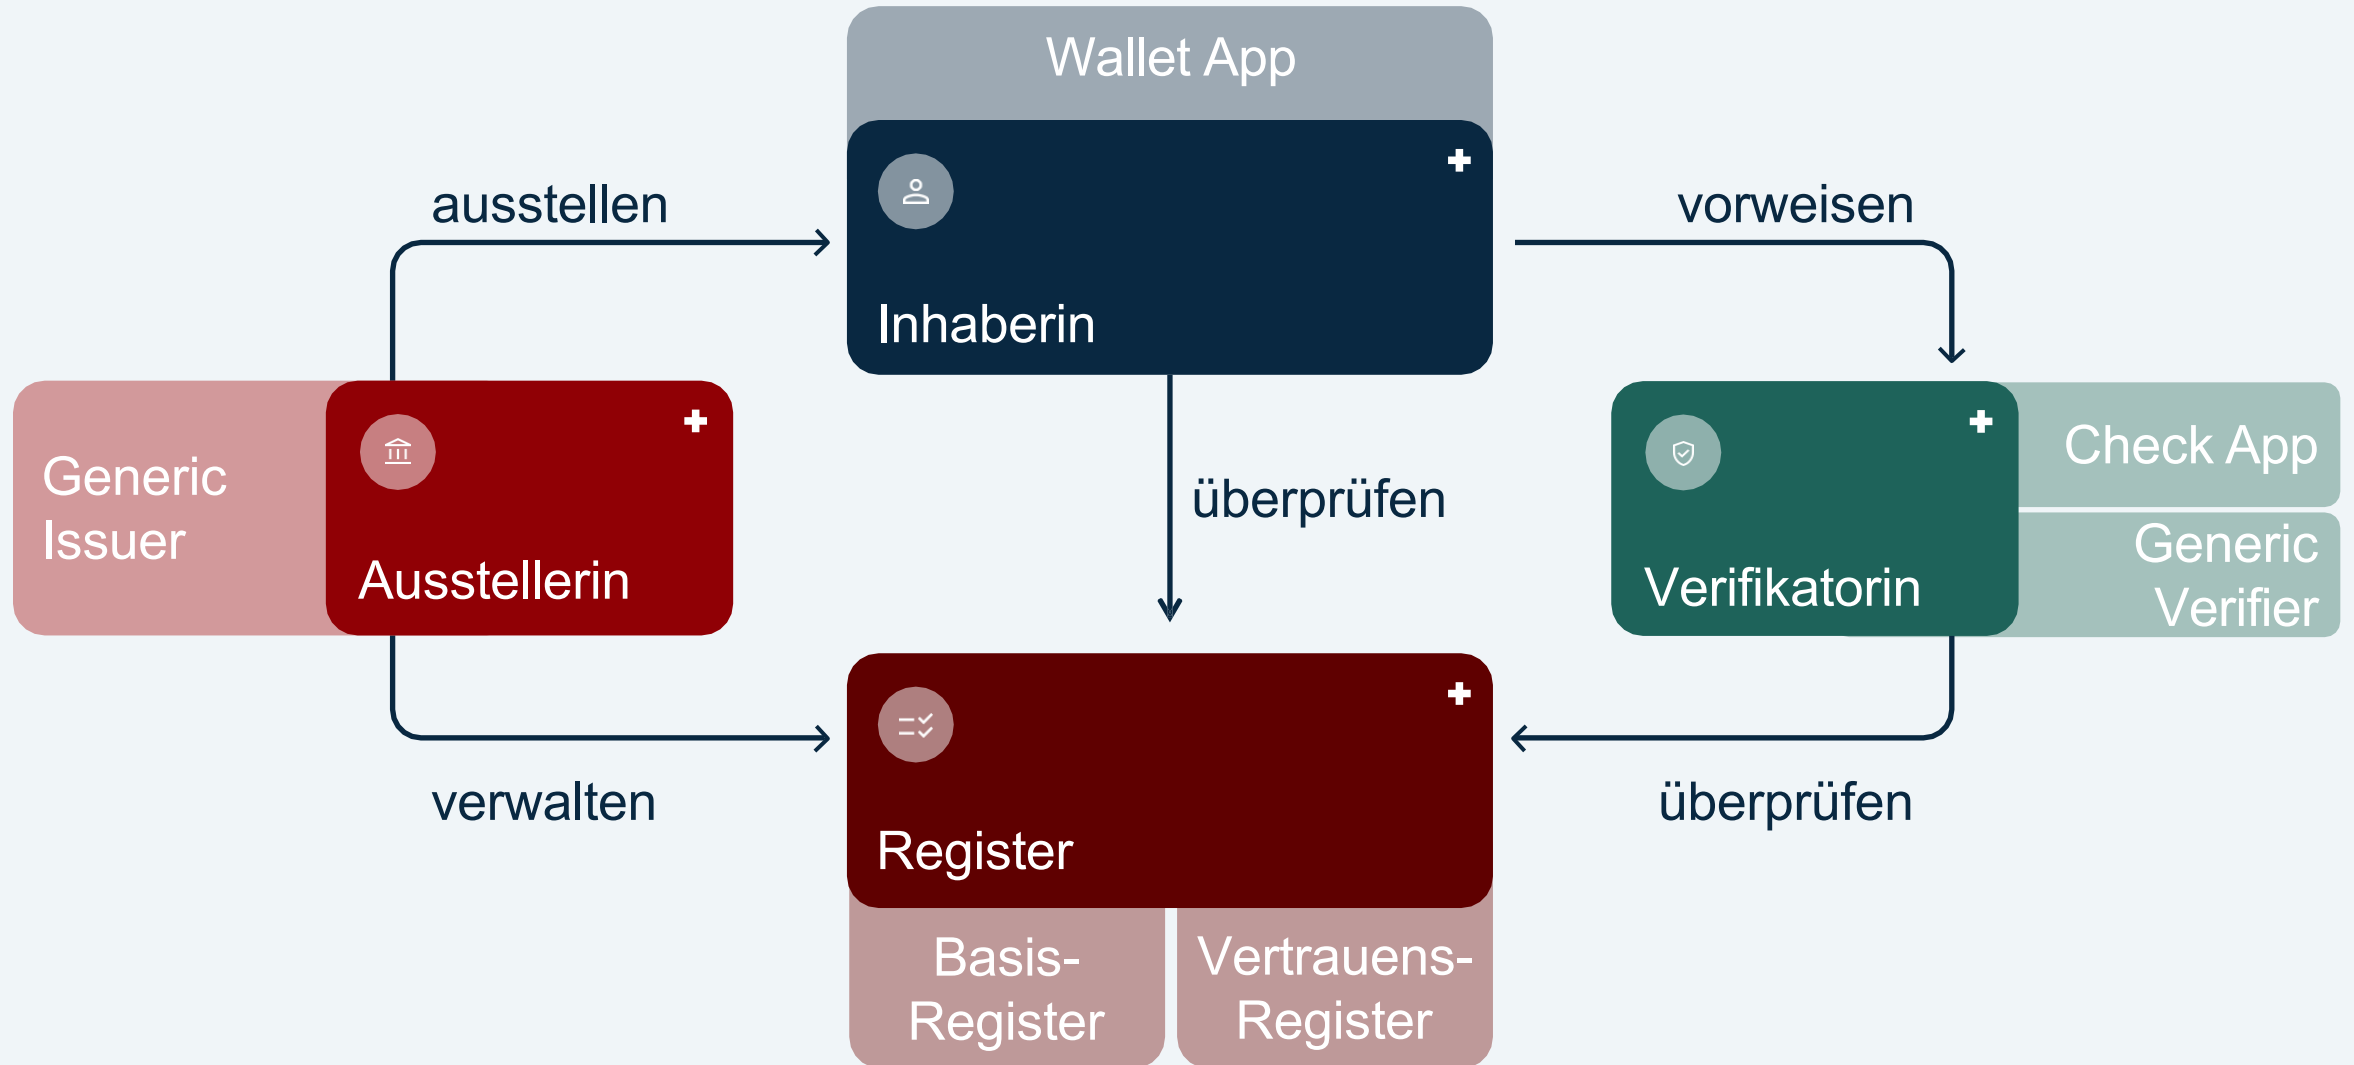 Wallet App
ausstellen
vorweisen
Inhaberin
Generic
Issuer
Ausstellerin
überprüfen
Check App
Generic
Verifier
Verifikatorin
verwalten
überprüfen
Register
Basis-
Register
Vertrauens-
Register